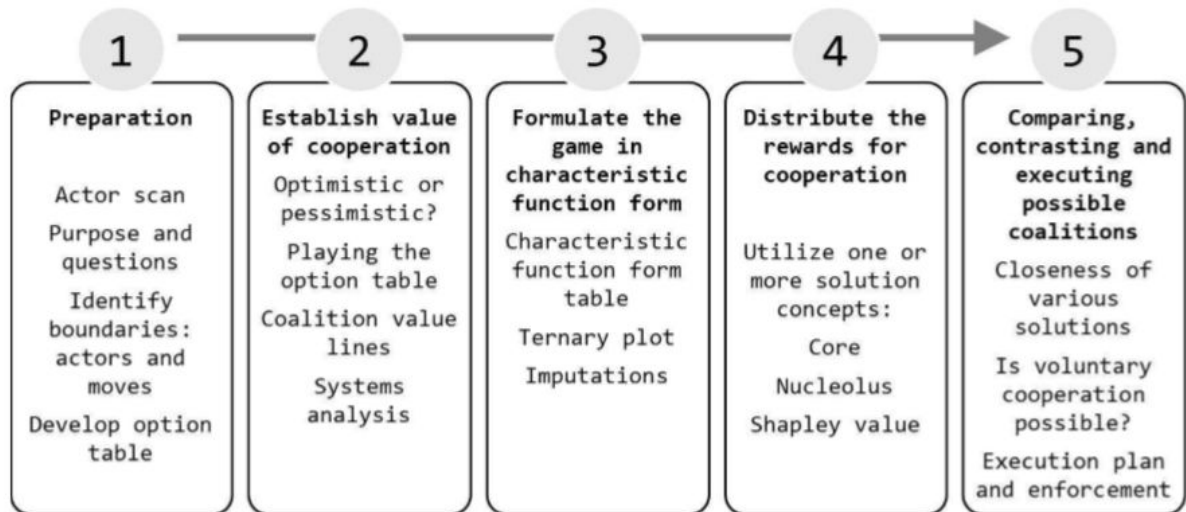 1
Preparation
Actor scan
Purpose and
questions
Identify
boundaries:
actors and
moves
Develop option
table
2
Establish value
of cooperation
Optimistic or
pessimistic?
Playing the
option table
Coalition value
lines
Systems
analysis
3
Formulate the
game in
characteristic
function form
Characteristic
function form
table
Ternary plot
Imputations
4
Distribute the
rewards for
cooperation
Utilize one or
more solution
concepts:
Core
Nucleolus
Shapley value
5
Comparing,
contrasting and
executing
possible
coalitions
Closeness of
various
solutions
Is voluntary
cooperation
possible?
Execution plan
and enforcement